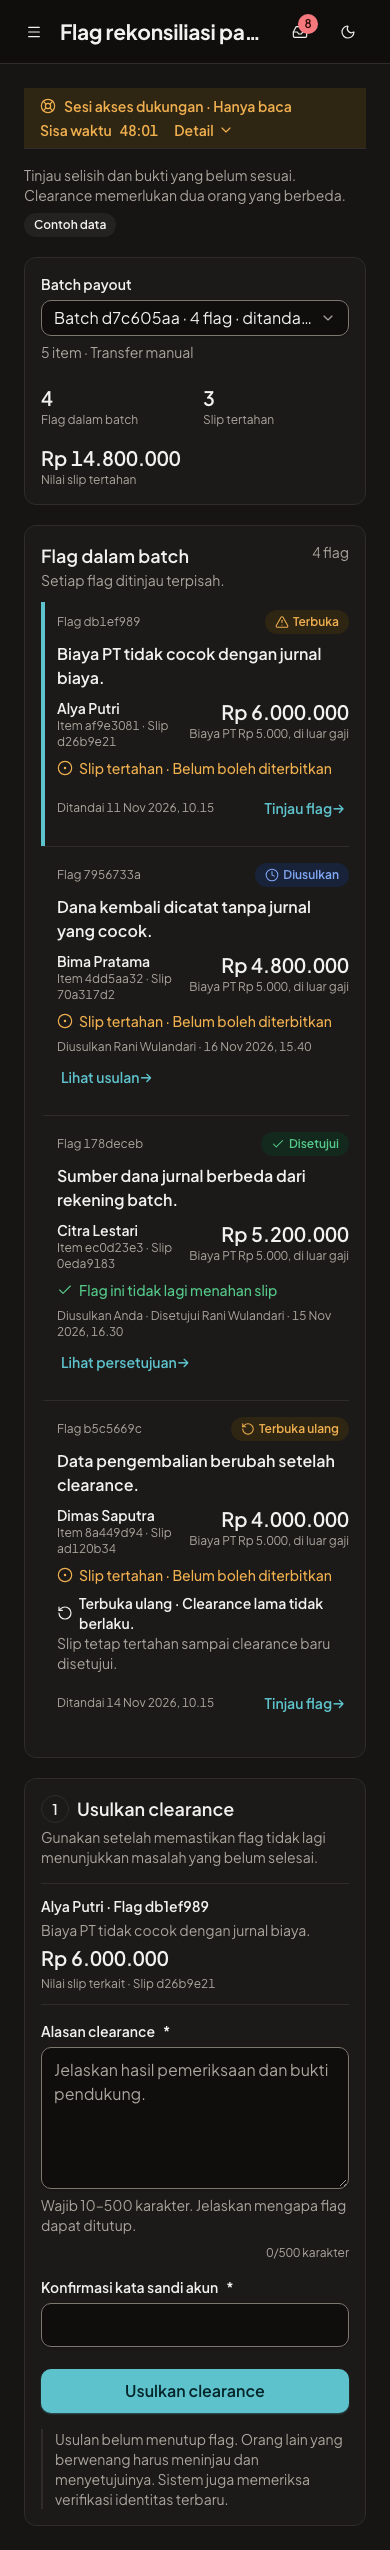 Flag rekonsiliasi pa...
8
Sesi akses dukungan · Hanya baca
Sisa waktu 48:01 Detail
Tinjau selisih dan bukti yang belum sesuai.
Clearance memerlukan dua orang yang berbeda.
Contoh data
Batch payout
Batch d7c605aa · 4 flag · ditanda...
5 item · Transfer manual
4
Flag dalam batch
3
Slip tertahan
Rp 14.800.000
Nilai slip tertahan
Flag dalam batch
4 flag
Setiap flag ditinjau terpisah.
Flag db1ef989
Terbuka
Biaya PT tidak cocok dengan jurnal
biaya.
Alya Putri
Item af9e3081 · Slip
d26b9e21
Rp 6.000.000
Biaya PT Rp 5.000, di luar gaji
Slip tertahan · Belum boleh diterbitkan
Ditandai 11 Nov 2026, 10.15
Tinjau flag→
Flag 7956733a
Diusulkan
Dana kembali dicatat tanpa jurnal
yang cocok.
Bima Pratama
Item 4dd5aa32 · Slip
70a317d2
Rp 4.800.000
Biaya PT Rp 5.000, di luar gaji
Slip tertahan · Belum boleh diterbitkan
Diusulkan Rani Wulandari · 16 Nov 2026, 15.40
Lihat usulan→
Flag 178deceb
Disetujui
Sumber dana jurnal berbeda dari
rekening batch.
Citra Lestari
Item ec0d23e3 · Slip
0eda9183
Rp 5.200.000
Biaya PT Rp 5.000, di luar gaji
Flag ini tidak lagi menahan slip
Diusulkan Anda · Disetujui Rani Wulandari · 15 Nov
2026, 16.30
Lihat persetujuan→
Flag b5c5669c
Terbuka ulang
Data pengembalian berubah setelah
clearance.
Dimas Saputra
Item 8a449d94 · Slip
ad120b34
Rp 4.000.000
Biaya PT Rp 5.000, di luar gaji
Slip tertahan · Belum boleh diterbitkan
Terbuka ulang · Clearance lama tidak
berlaku.
Slip tetap tertahan sampai clearance baru
disetujui.
Ditandai 14 Nov 2026, 10.15
Tinjau flag→
1
Usulkan clearance
Gunakan setelah memastikan flag tidak lagi
menunjukkan masalah yang belum selesai.
Alya Putri · Flag db1ef989
Biaya PT tidak cocok dengan jurnal biaya.
Rp 6.000.000
Nilai slip terkait · Slip d26b9e21
Alasan clearance *
Jelaskan hasil pemeriksaan dan bukti
pendukung.
Wajib 10–500 karakter. Jelaskan mengapa flag
dapat ditutup.
0/500 karakter
Konfirmasi kata sandi akun *
Usulkan clearance
Usulan belum menutup flag. Orang lain yang
berwenang harus meninjau dan
menyetujuinya. Sistem juga memeriksa
verifikasi identitas terbaru.